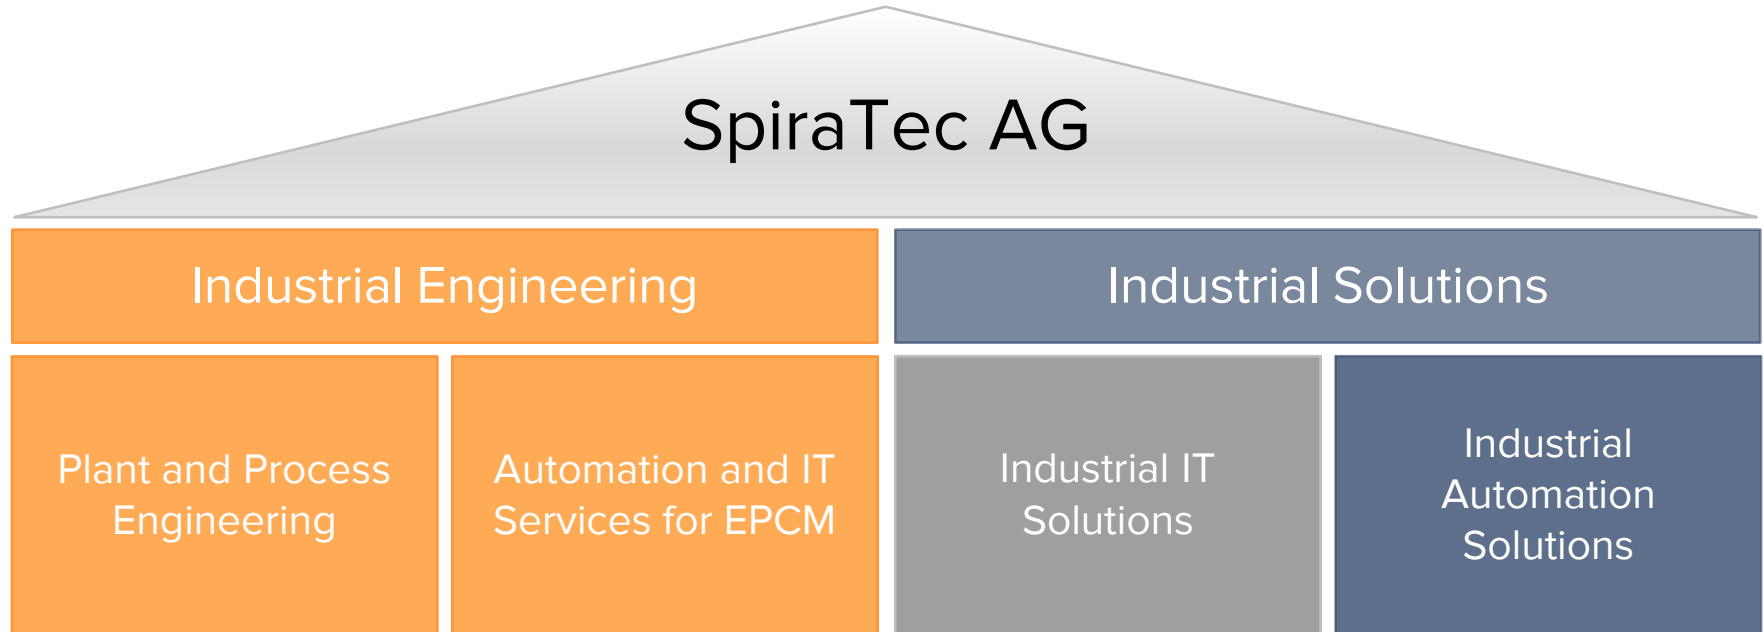 SpiraTec AG
Industrial Engineering
Industrial Solutions
Plant and Process
Engineering
Automation and IT
Services for EPCM
Industrial IT
Solutions
Industrial
Automation
Solutions